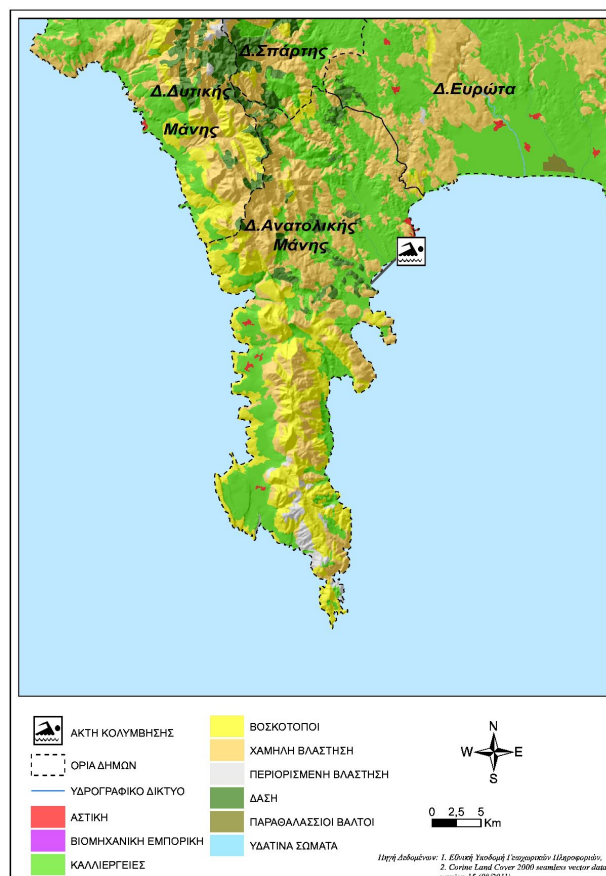 Δ.Σπάρτης
Δ.Δυτικής
Μάνης
Δ.Ευρώτα
Δ.Ανατολικής
Μάνης
ΑΚΤΗ ΚΟΛΥΜΒΗΣΗΣ
ΟΡΙΑ ΔΗΜΩΝ
ΥΔΡΟΓΡΑΦΙΚΟ ΔΙΚΤΥΟ
ΑΣΤΙΚΗ
ΒΙΟΜΗΧΑΝΙΚΗ ΕΜΠΟΡΙΚΗ
ΚΑΛΛΙΕΡΓΕΙΕΣ
ΒΟΣΚΟΤΟΠΟΙ
ΧΑΜΗΛΗ ΒΛΑΣΤΗΣΗ
ΠΕΡΙΟΡΙΣΜΕΝΗ ΒΛΑΣΤΗΣΗ
ΔΑΣΗ
ΠΑΡΑΘΑΛΑΣΣΙΟΙ ΒΑΛΤΟΙ
ΥΔΑΤΙΝΑ ΣΩΜΑΤΑ
N
W E
S
0 2,5 5
Km
Πηγή Δεδομένων: 1. Εθνική Υποδομή Γεωχωρικών Πληροφοριών,
2. Corine Land Cover 2000 seamless vector data